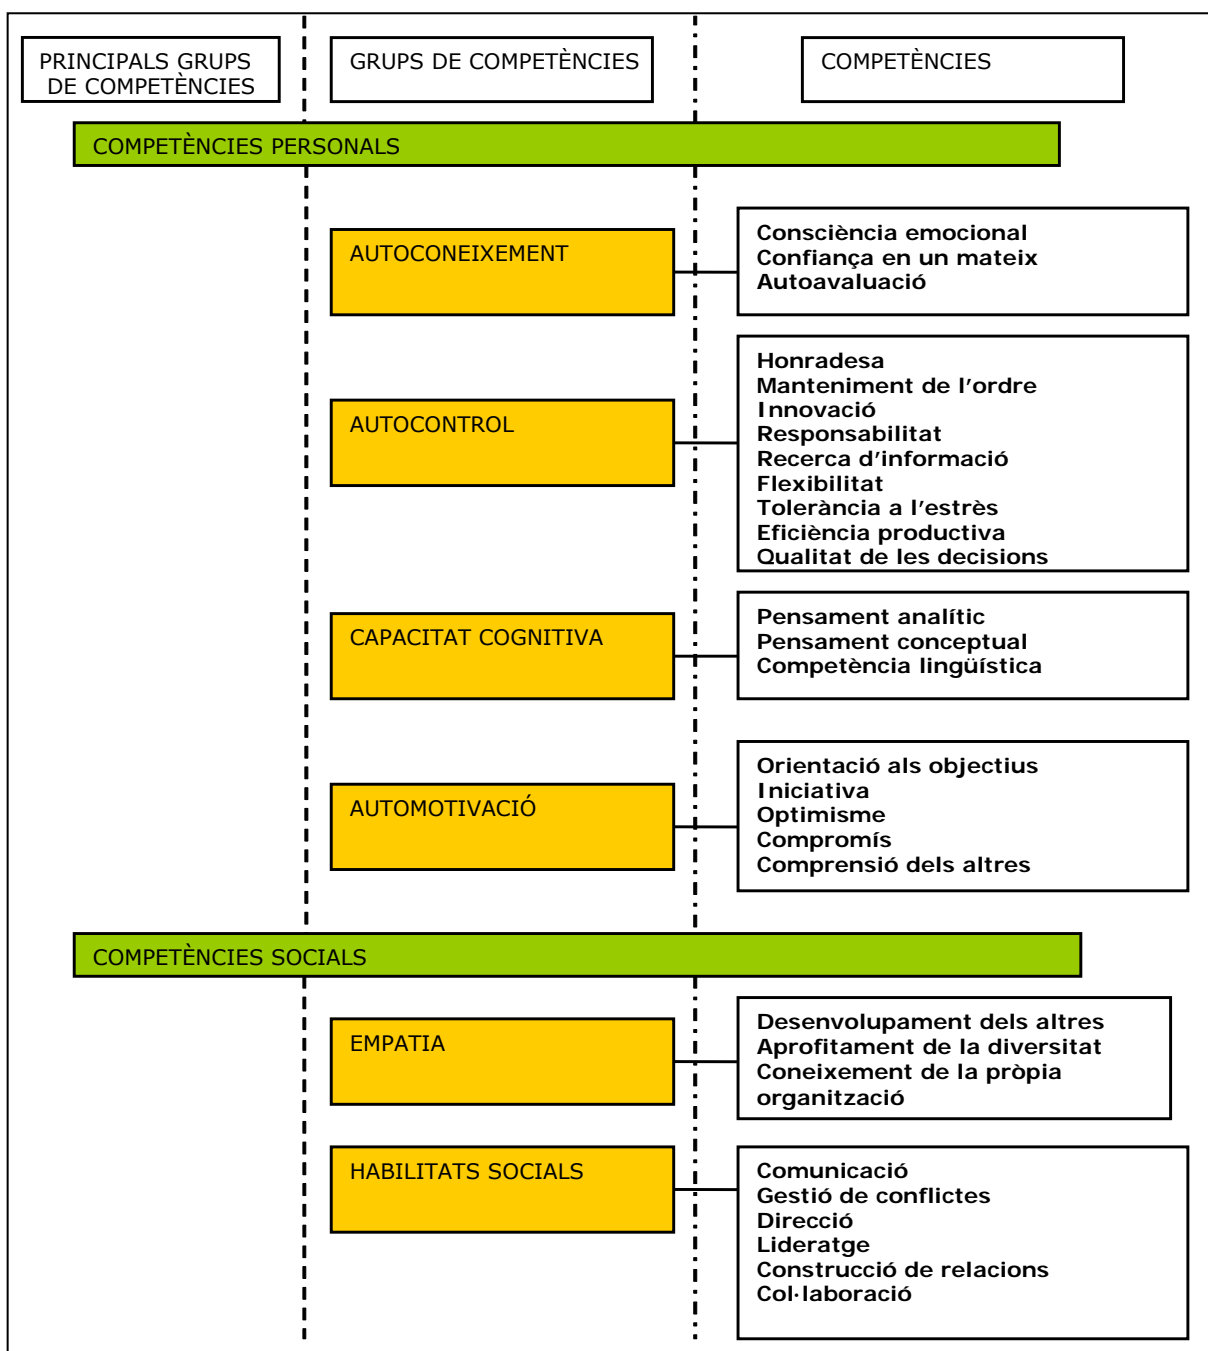 PRINCIPALS GRUPS
DE COMPETÈNCIES
GRUPS DE COMPETÈNCIES
COMPETÈNCIES
COMPETÈNCIES PERSONALS
AUTOCONEIXEMENT
Consciència emocional
Confiança en un mateix
Autoavaluació
AUTOCONTROL
Honradesa
Manteniment de l’ordre
Innovació
Responsabilitat
Recerca d’informació
Flexibilitat
Tolerància a l’estrès
Eficiència productiva
Qualitat de les decisions
CAPACITAT COGNITIVA
Pensament analític
Pensament conceptual
Competència lingüística
AUTOMOTIVACIÓ
Orientació als objectius
Iniciativa
Optimisme
Compromís
Comprensió dels altres
COMPETÈNCIES SOCIALS
EMPATIA
Desenvolupament dels altres
Aprofitament de la diversitat
Coneixement de la pròpia
organització
HABILITATS SOCIALS
Comunicació
Gestió de conflictes
Direcció
Lideratge
Construcció de relacions
Col·laboració